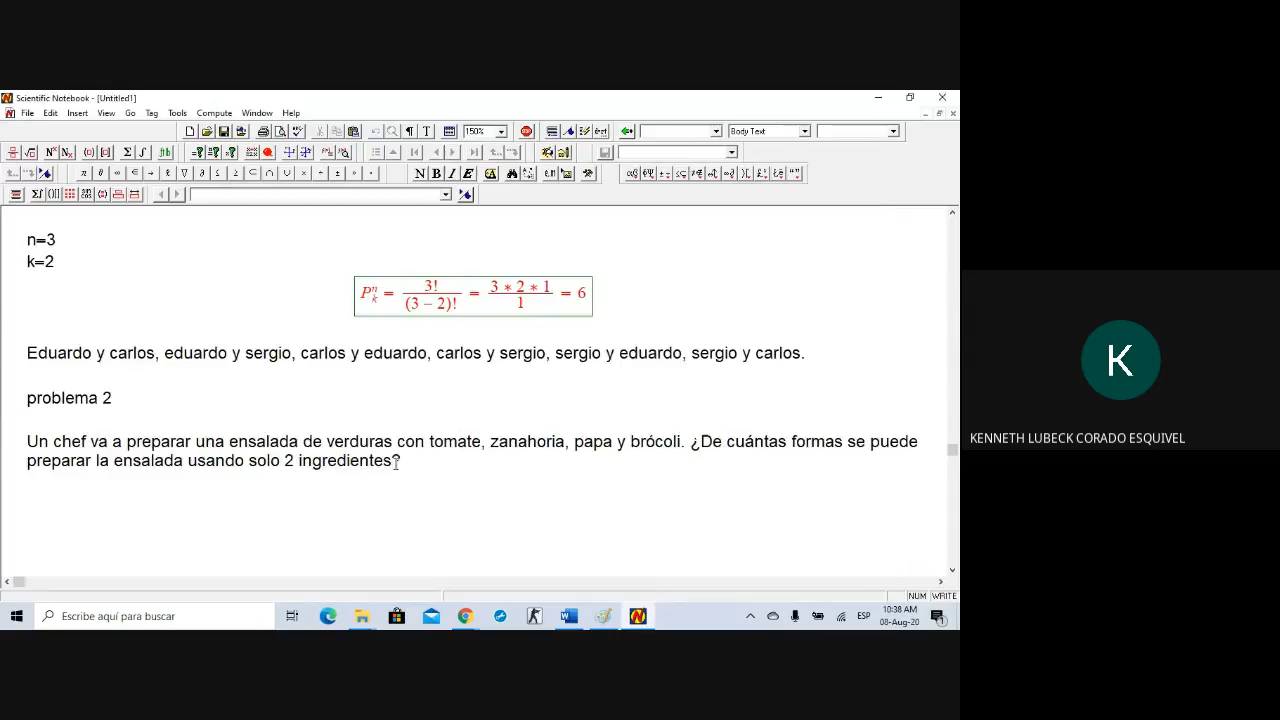 Scientific Notebook - [Untitled1]
File Edit Insert View Go Tag Tools Compute Window Help
150% Body Text
n=3
k=2
P^n_k = 3! / (3 − 2)! = 3 * 2 * 1 / 1 = 6
Eduardo y carlos, eduardo y sergio, carlos y eduardo, carlos y sergio, sergio y eduardo, sergio y carlos.
problema 2
Un chef va a preparar una ensalada de verduras con tomate, zanahoria, papa y brócoli. ¿De cuántas formas se puede
preparar la ensalada usando solo 2 ingredientes?
K
KENNETH LUBECK CORADO ESQUIVEL
NUM WRITE
Escribe aquí para buscar
ESP
10:38 AM
08-Aug-20